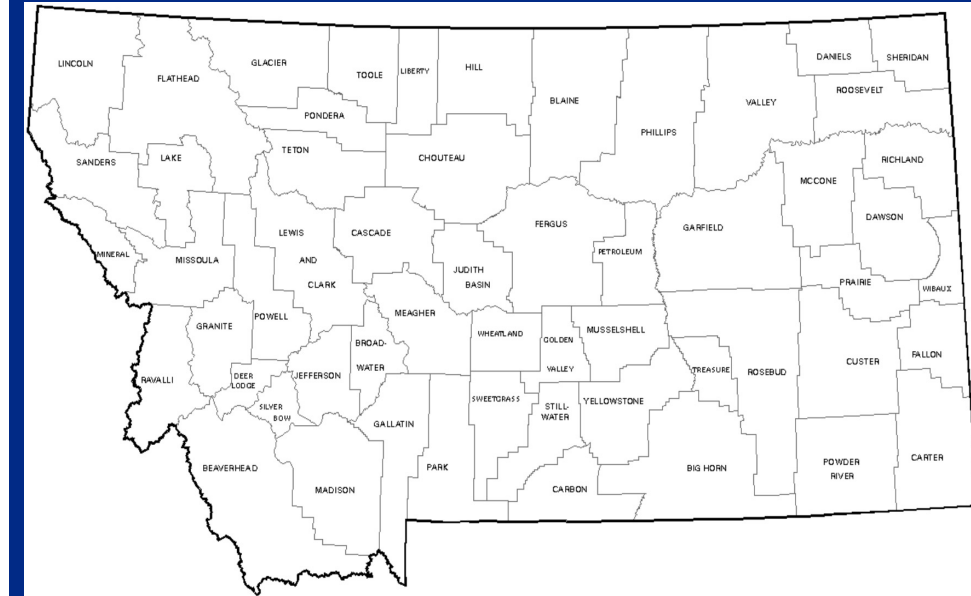 LINCOLN
FLATHEAD
GLACIER
TOOLE
LIBERTY
HILL
BLAINE
PHILLIPS
VALLEY
DANIELS
SHERIDAN
ROOSEVELT
PONDERA
TETON
CHOUTEAU
SANDERS
LAKE
RICHLAND
MCCONE
DAWSON
LEWIS
AND
CLARK
CASCADE
FERGUS
PETROLEUM
GARFIELD
MINERAL
MISSOULA
JUDITH
BASIN
PRAIRIE
WIBAUX
POWELL
GRANITE
MEAGHER
BROAD-
WATER
WHEATLAND
GOLDEN
VALLEY
MUSSELSHELL
RAVALLI
DEER
LODGE
JEFFERSON
TREASURE
ROSEBUD
CUSTER
FALLON
SILVER
BOW
GALLATIN
SWEETGRASS
STILL-
WATER
YELLOWSTONE
BEAVERHEAD
MADISON
PARK
CARBON
BIG HORN
POWDER
RIVER
CARTER